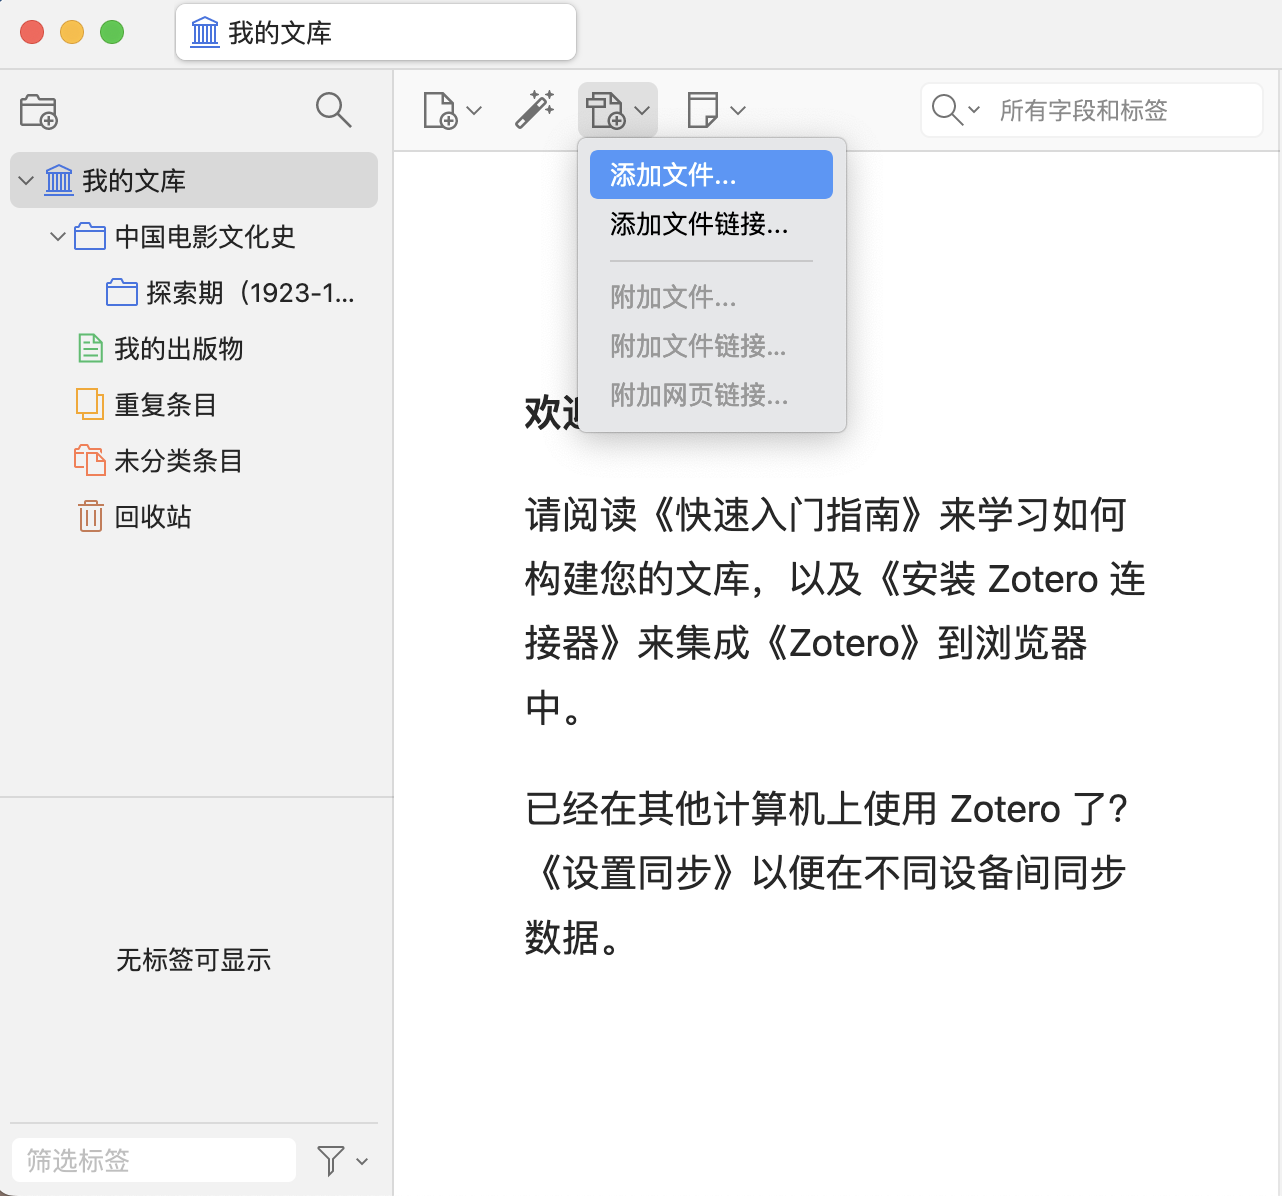 我的文库
所有字段和标签
我的文库
中国电影文化史
探索期（1923-1...
我的出版物
重复条目
未分类条目
回收站
添加文件...
添加文件链接...
附加文件...
附加文件链接...
附加网页链接...
欢
请阅读《快速入门指南》来学习如何
构建您的文库，以及《安装 Zotero 连
接器》来集成《Zotero》到浏览器
中。
已经在其他计算机上使用 Zotero 了？
《设置同步》以便在不同设备间同步
数据。
无标签可显示
筛选标签